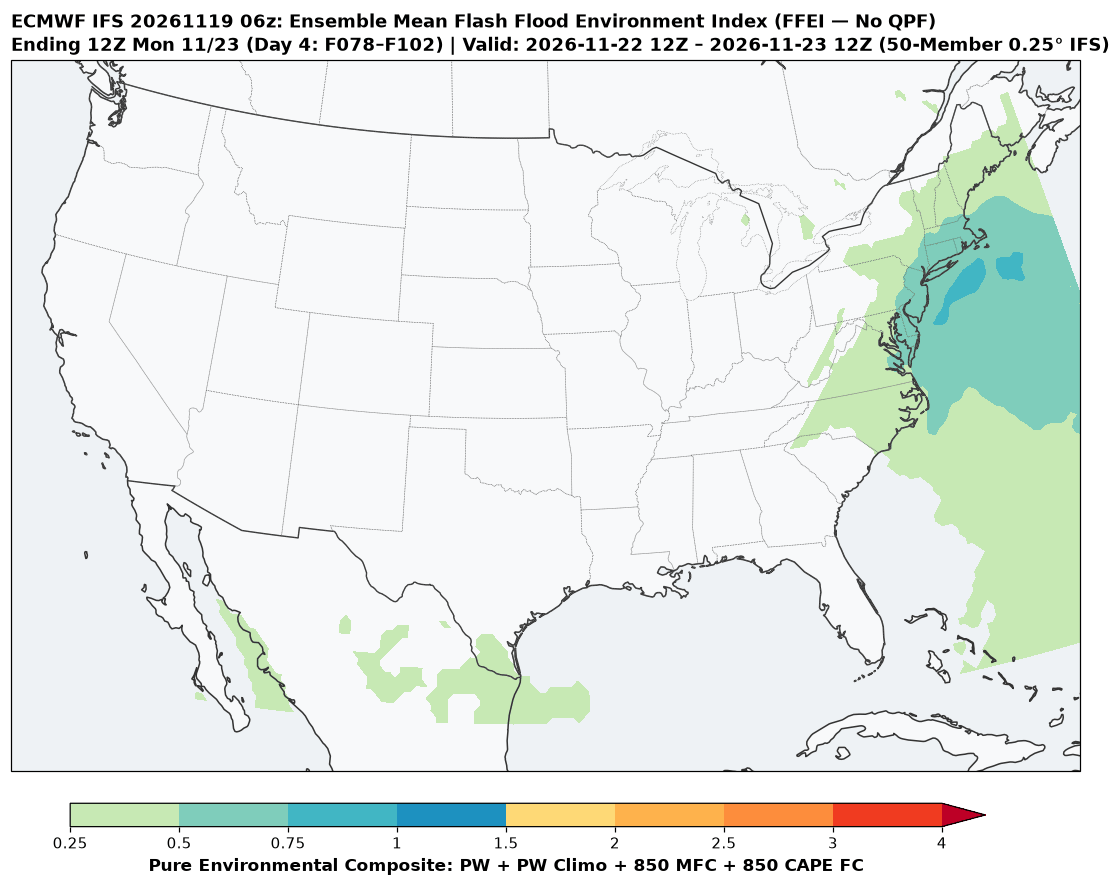 ECMWF IFS 20261119 06z: Ensemble Mean Flash Flood Environment Index (FFEI — No QPF)
Ending 12Z Mon 11/23 (Day 4: F078–F102) | Valid: 2026-11-22 12Z – 2026-11-23 12Z (50-Member 0.25° IFS)
0.25 0.5 0.75 1 1.5 2 2.5 3 4
Pure Environmental Composite: PW + PW Climo + 850 MFC + 850 CAPE FC